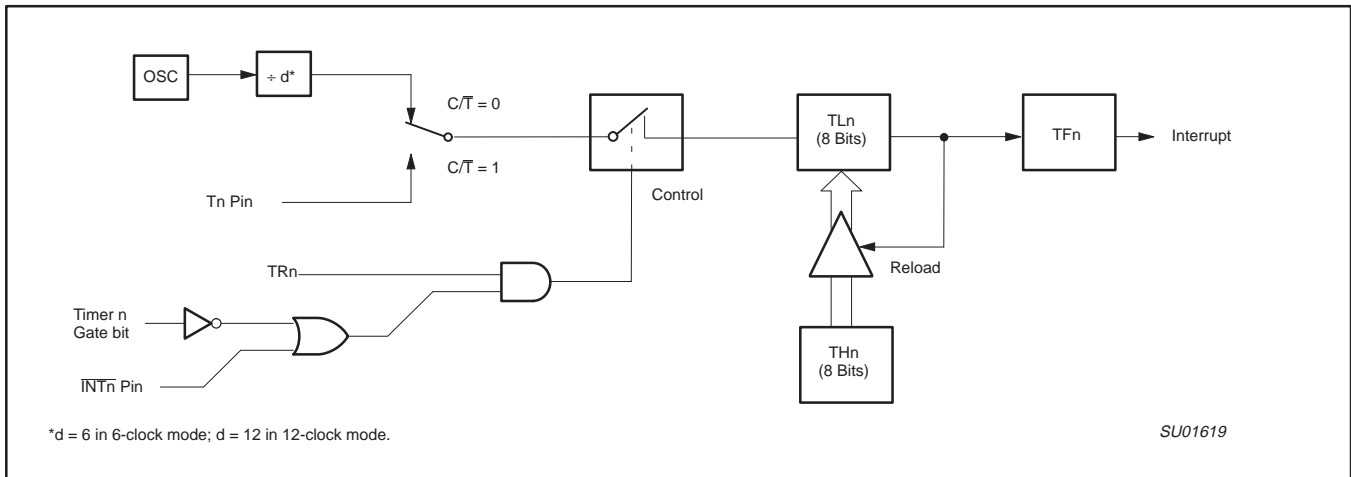 OSC
÷ d*
C/T̅ = 0
C/T̅ = 1
Tn Pin
Control
TLn
(8 Bits)
TFn
Interrupt
Reload
TRn
Timer n
Gate bit
I̅N̅T̅n̅ Pin
THn
(8 Bits)
*d = 6 in 6-clock mode; d = 12 in 12-clock mode.
SU01619